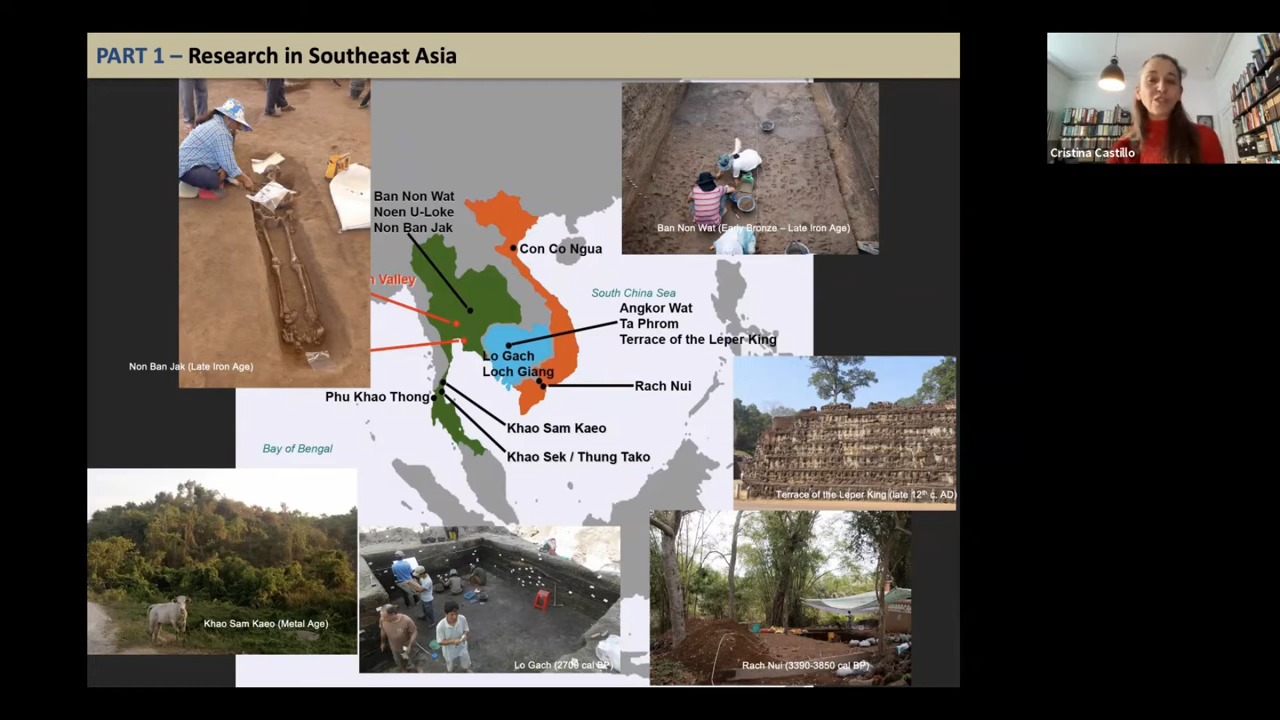 PART 1 – Research in Southeast Asia
Cristina Castillo
Ban Non Wat
Noen U-Loke
Non Ban Jak
Con Co Ngua
Ban Non Wat (Early Bronze – Late Iron Age)
Valley
South China Sea
Angkor Wat
Ta Phrom
Terrace of the Leper King
Lo Gach
Loch Giang
Non Ban Jak (Late Iron Age)
Rach Nui
Phu Khao Thong
Khao Sam Kaeo
Bay of Bengal
Khao Sek / Thung Tako
Terrace of the Leper King (late 12th c. AD)
Khao Sam Kaeo (Metal Age)
Lo Gach (2700 cal BP)
Rach Nui (3390-3850 cal BP)